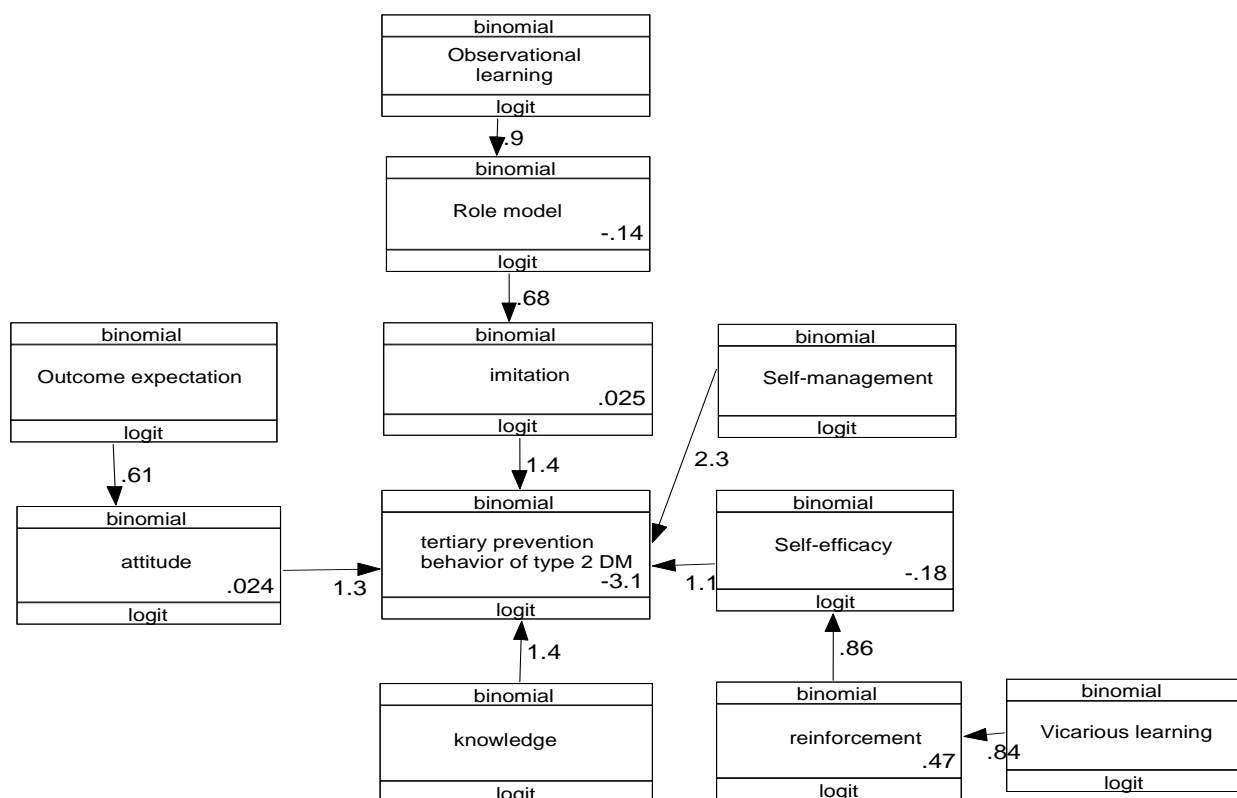 binomial
Observational
learning
logit
.9
binomial
Role model
-.14
logit
.68
binomial
Outcome expectation
logit
binomial
imitation
.025
logit
binomial
Self-management
logit
.61
1.4
2.3
binomial
attitude
.024
logit
1.3
binomial
tertiary prevention
behavior of type 2 DM
-3.1
logit
1.1
binomial
Self-efficacy
-.18
logit
1.4
.86
binomial
knowledge
logit
binomial
reinforcement
.47
logit
.84
binomial
Vicarious learning
logit